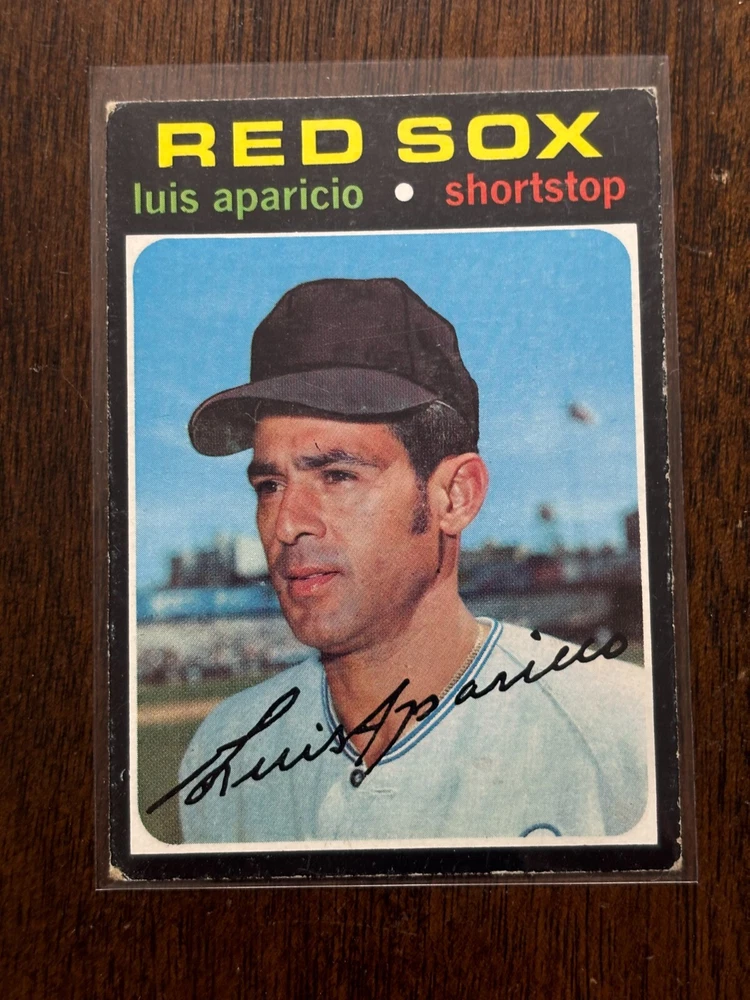 RED SOX
luis aparicio • shortstop
Luis Aparicio